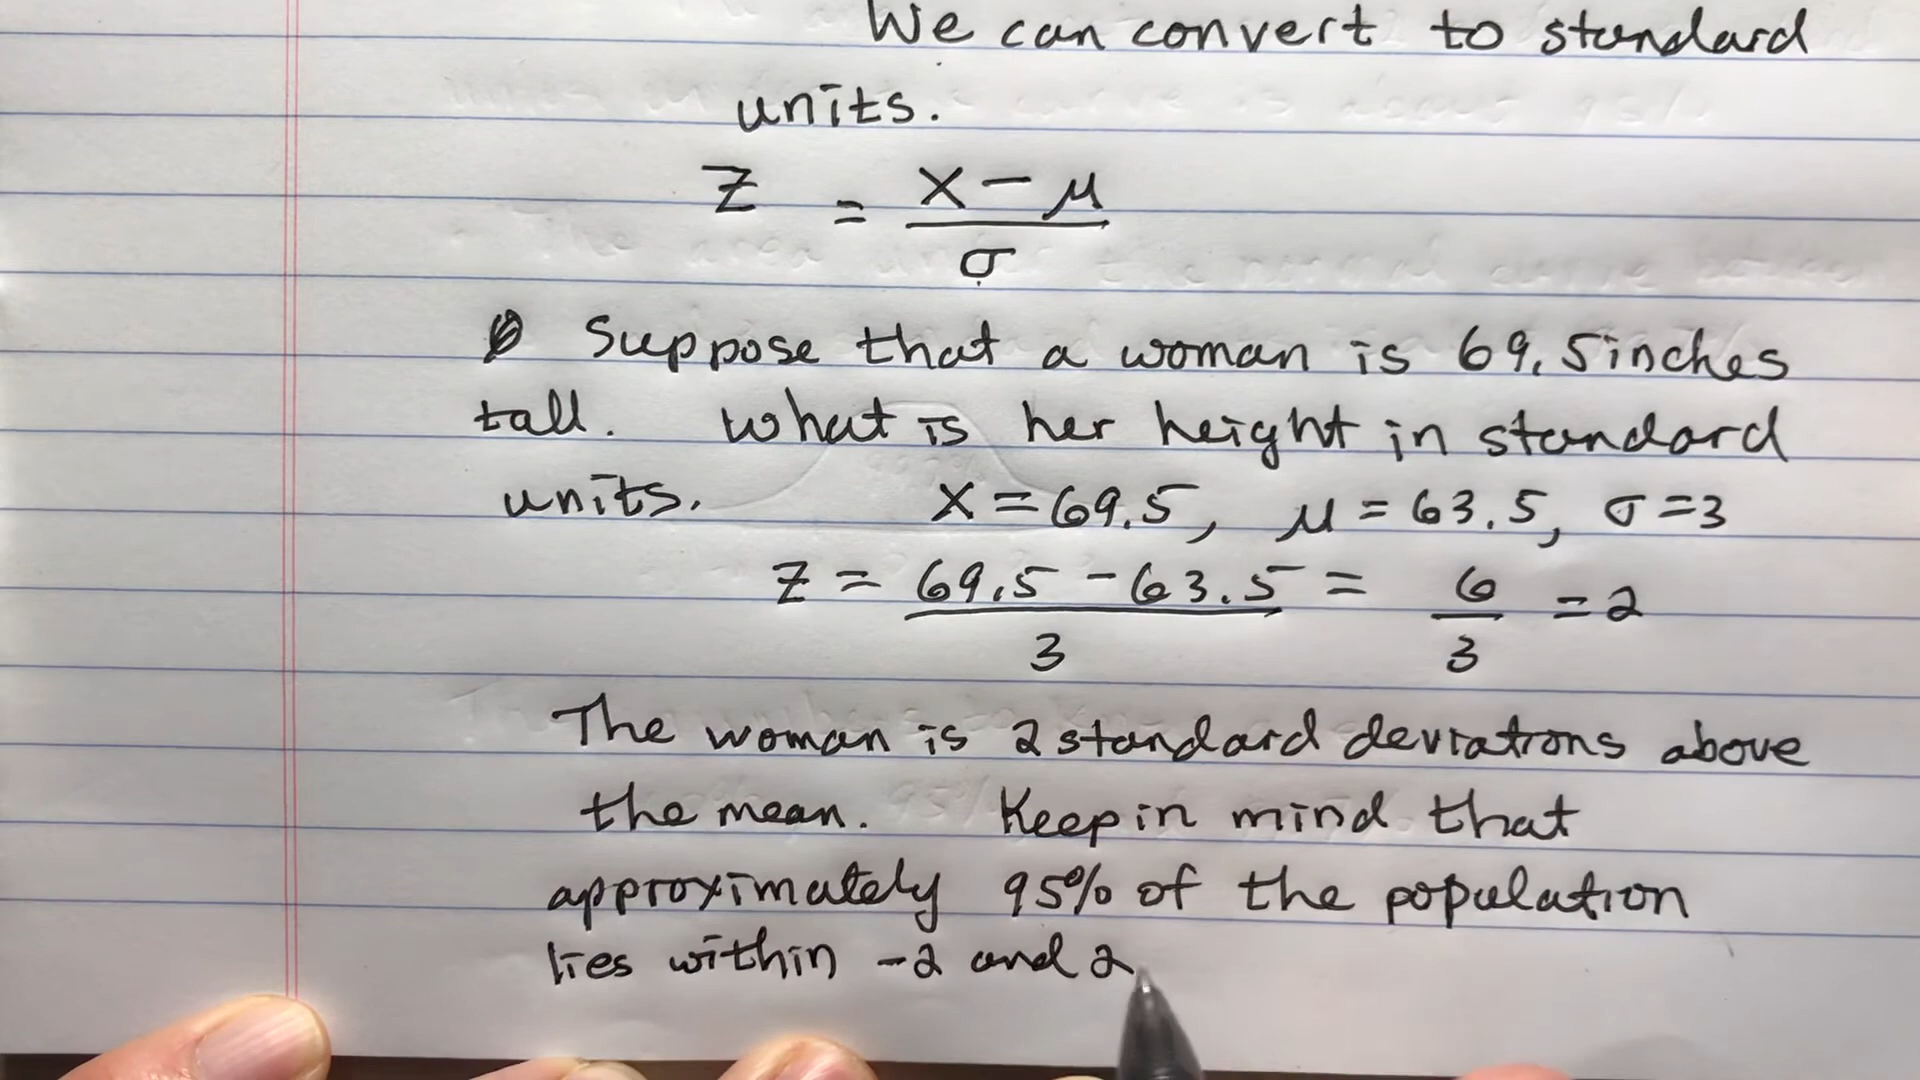 We can convert to standard
units.
Z = X - μ / σ
Suppose that a woman is 69.5 inches
tall. What is her height in standard
units. X = 69.5, μ = 63.5, σ = 3
Z = 69.5 - 63.5 / 3 = 6 / 3 = 2
The woman is 2 standard deviations above
the mean. Keep in mind that
approximately 95% of the population
lies within -2 and 2